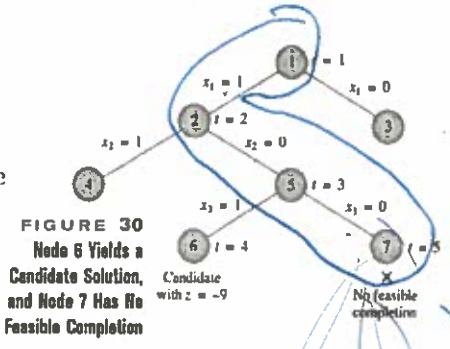 1 t = 1
x₁ = 1
x₁ = 0
2 t = 2
3
x₂ = 1
x₂ = 0
4
5 t = 3
x₃ = 1
x₃ = 0
6 t = 4
7 t = 5
×
Candidate
with z = −9
No feasible
completion
FIGURE 30
Node 6 Yields a
Candidate Solution,
and Node 7 Has No
Feasible Completion